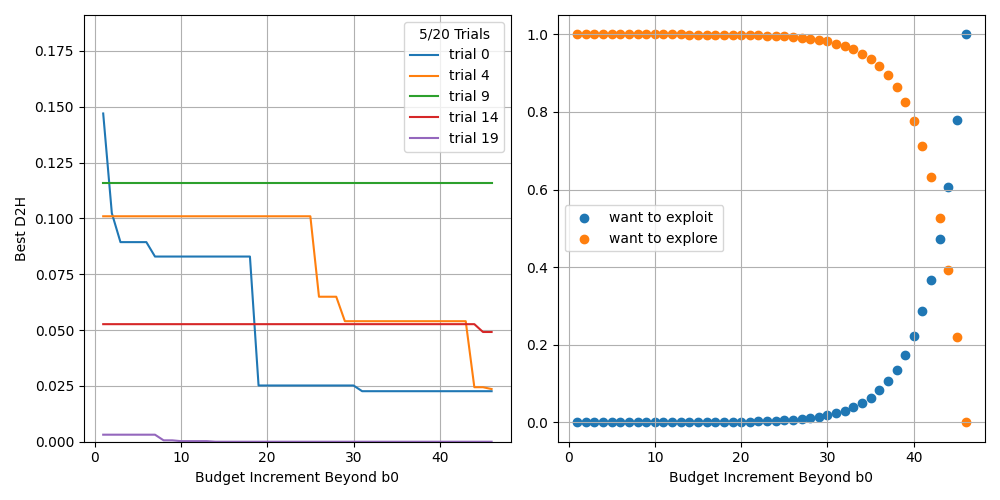 5/20 Trials
trial 0
trial 4
trial 9
trial 14
trial 19
Best D2H
0.175
0.150
0.125
0.100
0.075
0.050
0.025
0.000
0 10 20 30 40
Budget Increment Beyond b0
1.0
0.8
0.6
0.4
0.2
0.0
want to exploit
want to explore
0 10 20 30 40
Budget Increment Beyond b0